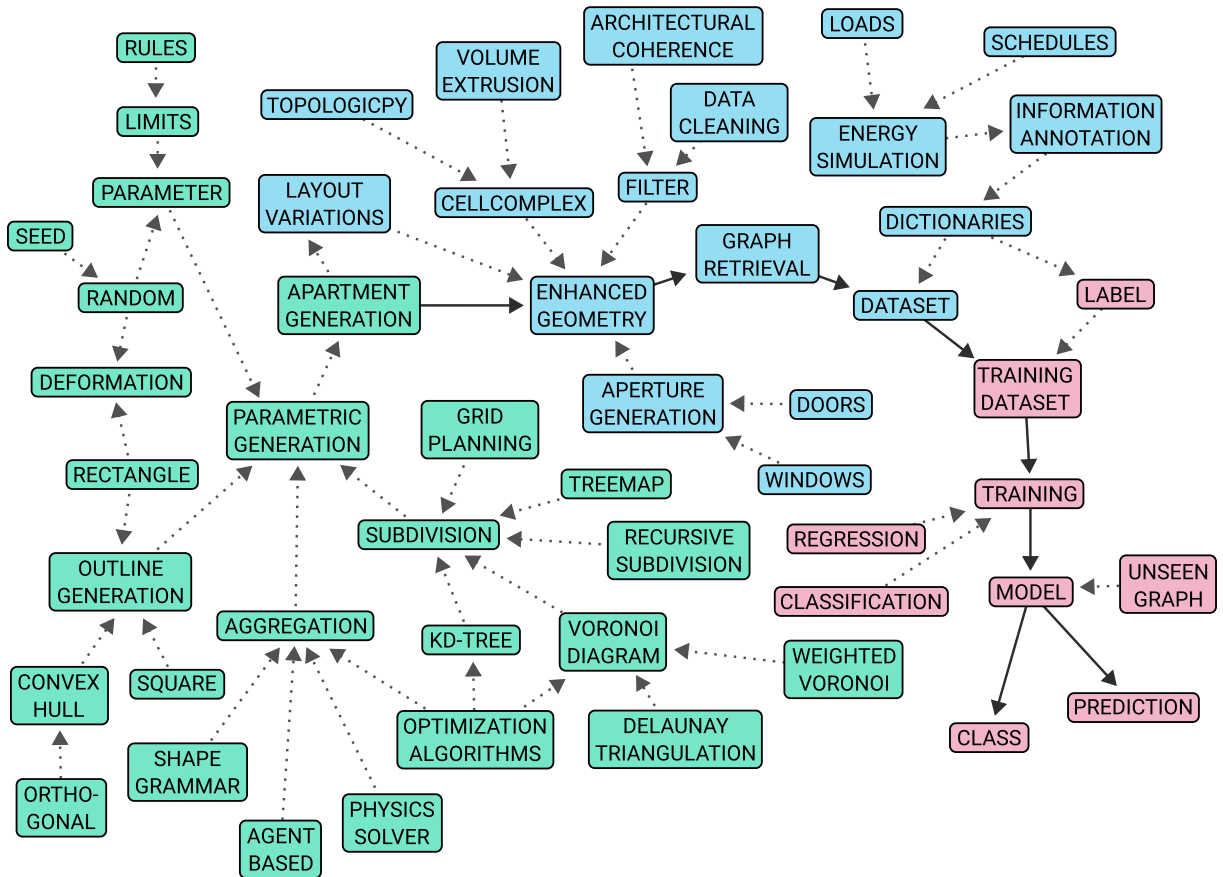 ARCHITECTURAL
COHERENCE
LOADS
SCHEDULES
RULES
VOLUME
EXTRUSION
TOPOLOGICPY
DATA
CLEANING
INFORMATION
ANNOTATION
LIMITS
ENERGY
SIMULATION
PARAMETER
LAYOUT
VARIATIONS
CELLCOMPLEX
FILTER
DICTIONARIES
SEED
GRAPH
RETRIEVAL
RANDOM
APARTMENT
GENERATION
ENHANCED
GEOMETRY
DATASET
LABEL
DEFORMATION
TRAINING
DATASET
APERTURE
GENERATION
DOORS
PARAMETRIC
GENERATION
GRID
PLANNING
RECTANGLE
TREEMAP
WINDOWS
TRAINING
SUBDIVISION
RECURSIVE
SUBDIVISION
REGRESSION
OUTLINE
GENERATION
UNSEEN
GRAPH
MODEL
CLASSIFICATION
AGGREGATION
KD-TREE
VORONOI
DIAGRAM
WEIGHTED
VORONOI
CONVEX
HULL
SQUARE
PREDICTION
OPTIMIZATION
ALGORITHMS
DELAUNAY
TRIANGULATION
CLASS
SHAPE
GRAMMAR
ORTHO-
GONAL
PHYSICS
SOLVER
AGENT
BASED